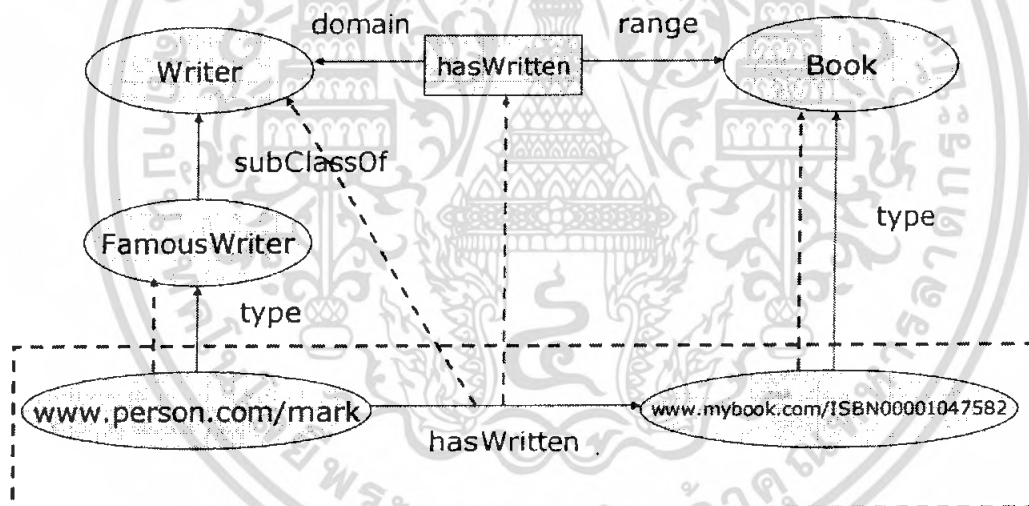 domain
range
Writer
hasWritten
Book
subClassOf
FamousWriter
type
type
www.person.com/mark
www.mybook.com/ISBN00001047582
hasWritten